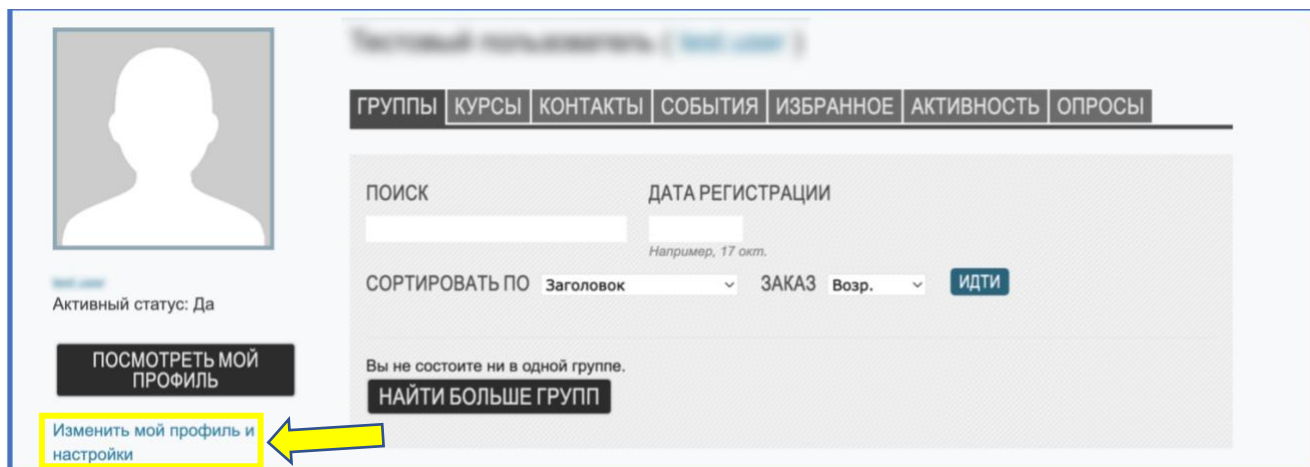 ГРУППЫ КУРСЫ КОНТАКТЫ СОБЫТИЯ ИЗБРАННОЕ АКТИВНОСТЬ ОПРОСЫ
ПОИСК ДАТА РЕГИСТРАЦИИ
Например, 17 окт.
СОРТИРОВАТЬ ПО Заголовок ЗАКАЗ Возр. ИДТИ
Вы не состоите ни в одной группе.
НАЙТИ БОЛЬШЕ ГРУПП
Активный статус: Да
ПОСМОТРЕТЬ МОЙ
ПРОФИЛЬ
Изменить мой профиль и
настройки